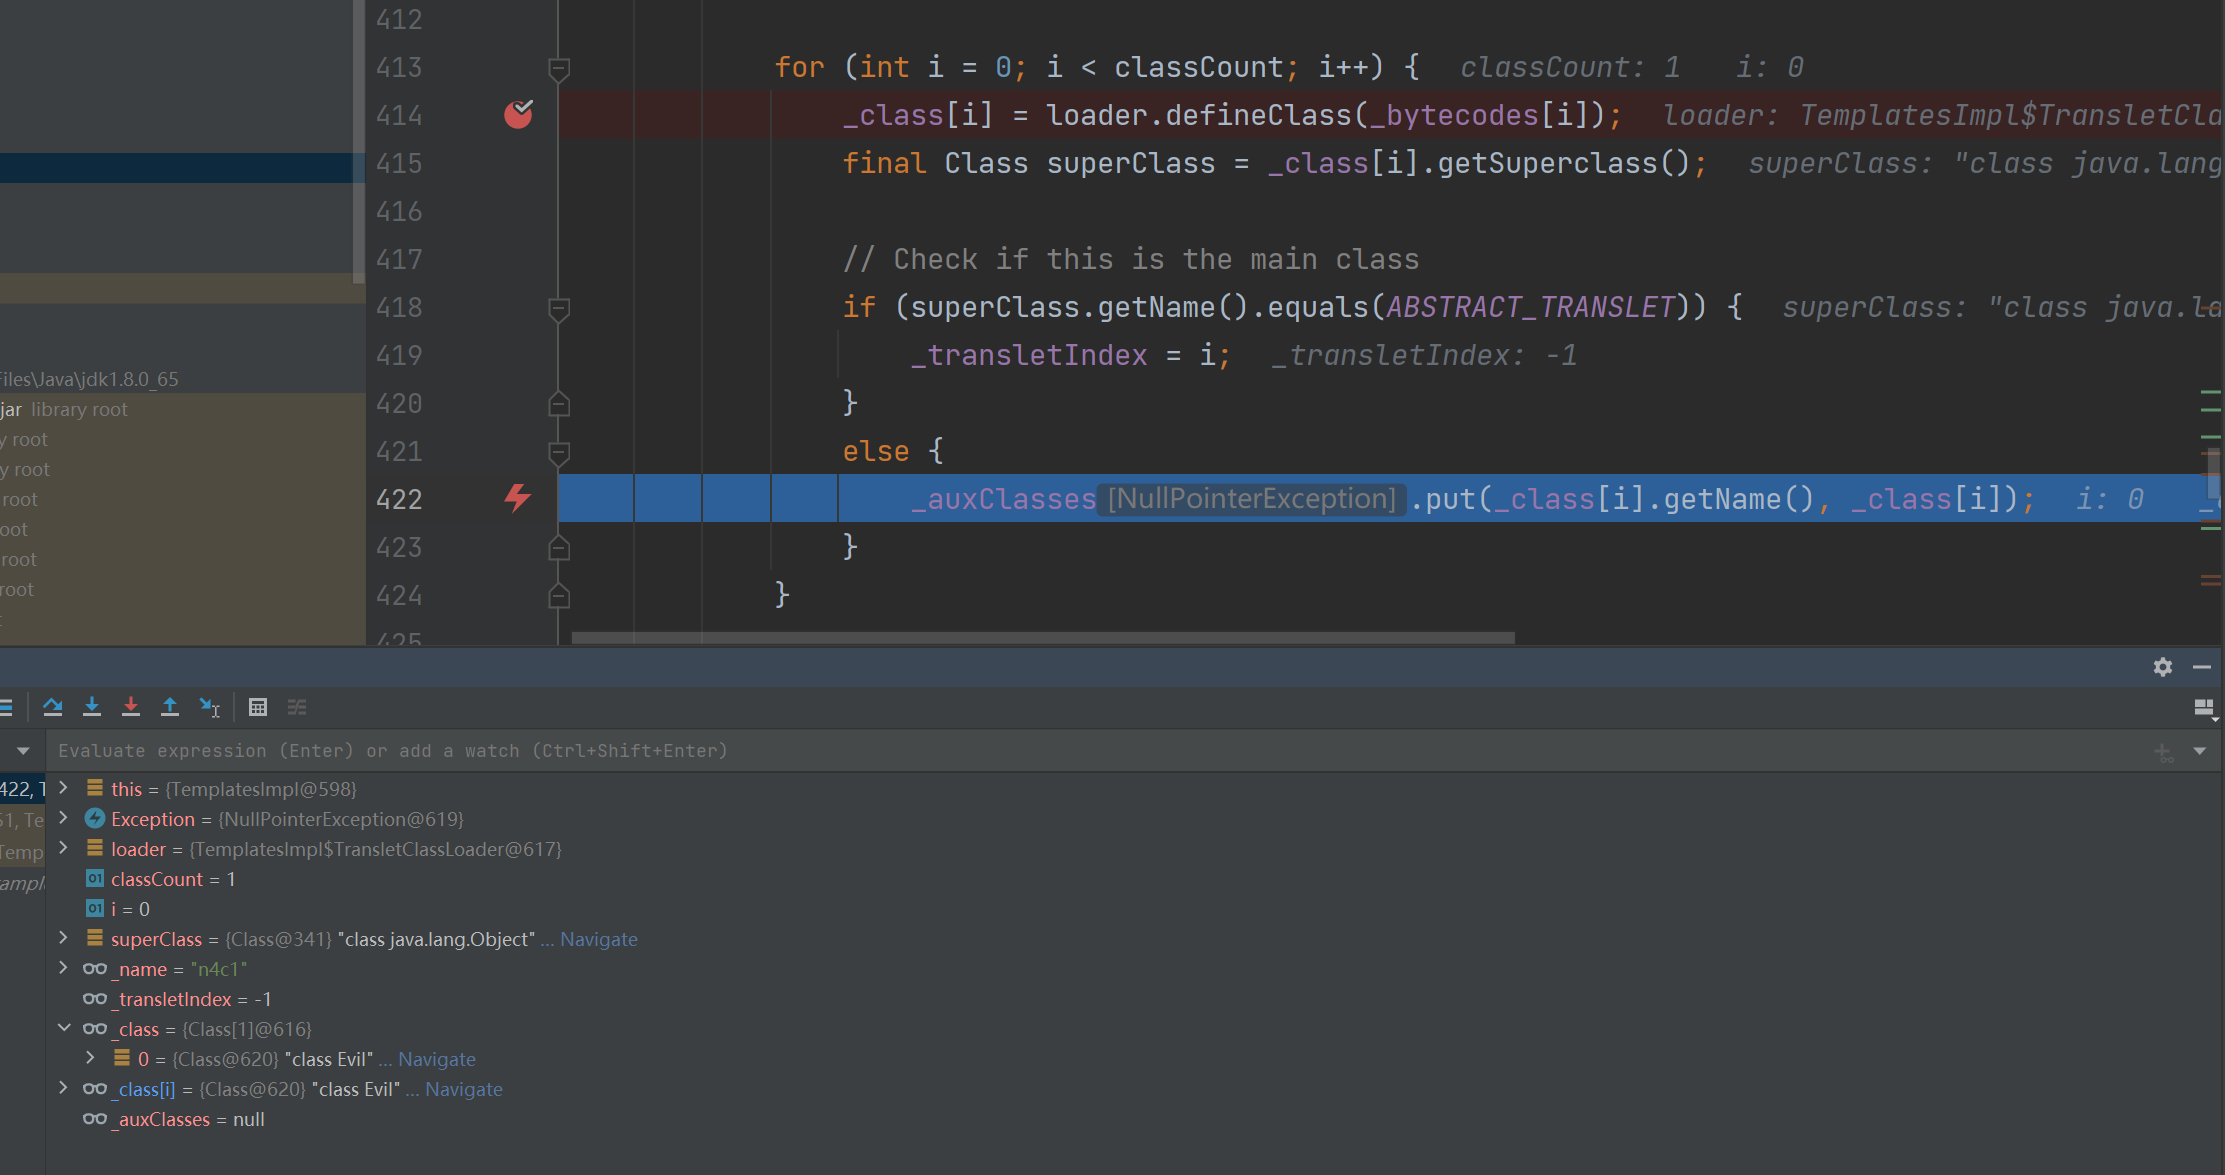 412
413 for (int i = 0; i < classCount; i++) { classCount: 1 i: 0
414 _class[i] = loader.defineClass(_bytecodes[i]); loader: TemplatesImpl$TransletCla
415 final Class superClass = _class[i].getSuperclass(); superClass: "class java.lang
416
417 // Check if this is the main class
418 if (superClass.getName().equals(ABSTRACT_TRANSLET)) { superClass: "class java.la
419 _transletIndex = i; _transletIndex: -1
420 }
421 else {
422 _auxClasses [NullPointerException] .put(_class[i].getName(), _class[i]); i: 0
423 }
424 }
425
Files\Java\jdk1.8.0_65
jar library root
y root
y root
root
oot
root
root
Evaluate expression (Enter) or add a watch (Ctrl+Shift+Enter)
422, T
51, Te
Temp
ampl
this = {TemplatesImpl@598}
Exception = {NullPointerException@619}
loader = {TemplatesImpl$TransletClassLoader@617}
01 classCount = 1
01 i = 0
superClass = {Class@341} "class java.lang.Object" ... Navigate
_name = "n4c1"
_transletIndex = -1
_class = {Class[1]@616}
0 = {Class@620} "class Evil" ... Navigate
_class[i] = {Class@620} "class Evil" ... Navigate
_auxClasses = null